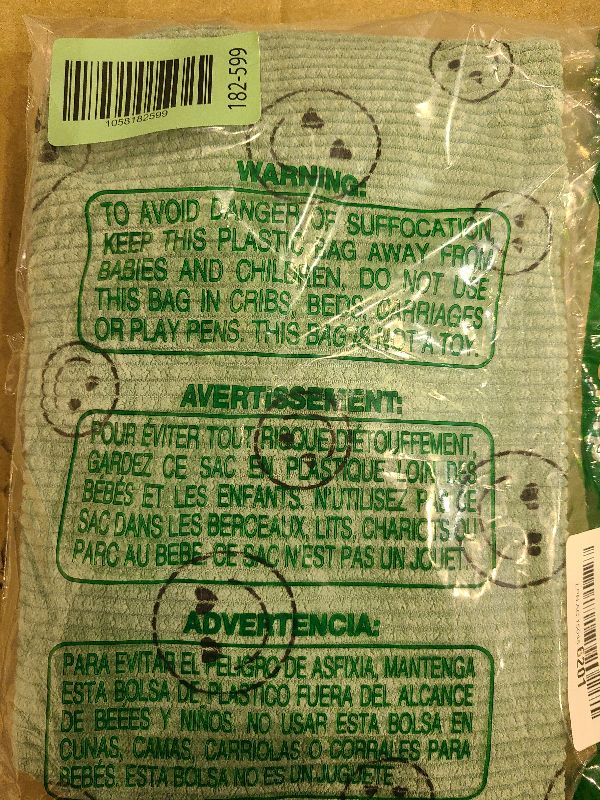 182-599
1058182599
WARNING:
TO AVOID DANGER OF SUFFOCATION,
KEEP THIS PLASTIC BAG AWAY FROM
BABIES AND CHILDREN. DO NOT USE
THIS BAG IN CRIBS, BEDS, CARRIAGES
OR PLAY PENS. THIS BAG IS NOT A TOY.
AVERTISSEMENT:
POUR ÉVITER TOUT RISQUE D'ÉTOUFFEMENT,
GARDEZ CE SAC EN PLASTIQUE LOIN DES
BÉBÉS ET LES ENFANTS. N'UTILISEZ PAS CE
SAC DANS LES BERCEAUX, LITS, CHARIOTS OU
PARC AU BÉBÉ. CE SAC N'EST PAS UN JOUET.
ADVERTENCIA:
PARA EVITAR EL PELIGRO DE ASFIXIA, MANTENGA
ESTA BOLSA DE PLASTICO FUERA DEL ALCANCE
DE BEBES Y NIÑOS. NO USAR ESTA BOLSA EN
CUNAS, CAMAS, CARRIOLAS O CORRALES PARA
BEBÉS. ESTA BOLSA NO ES UN JUGUETE